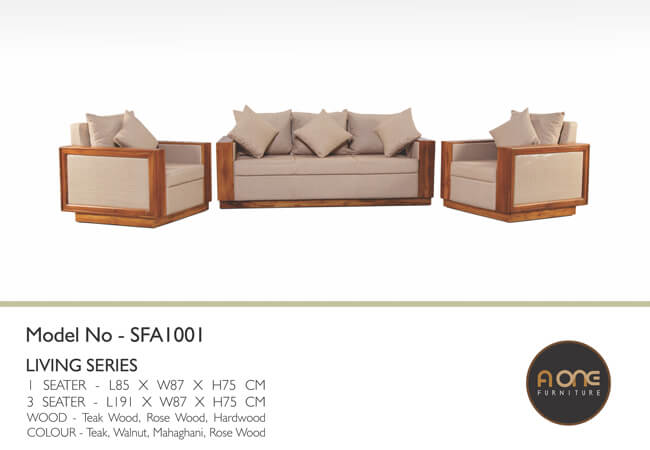 Model No - SFA1001
LIVING SERIES
1 SEATER - L85 X W87 X H75 CM
3 SEATER - L191 X W87 X H75 CM
WOOD - Teak Wood, Rose Wood, Hardwood
COLOUR - Teak, Walnut, Mahaghani, Rose Wood
A ONE
FURNITURE